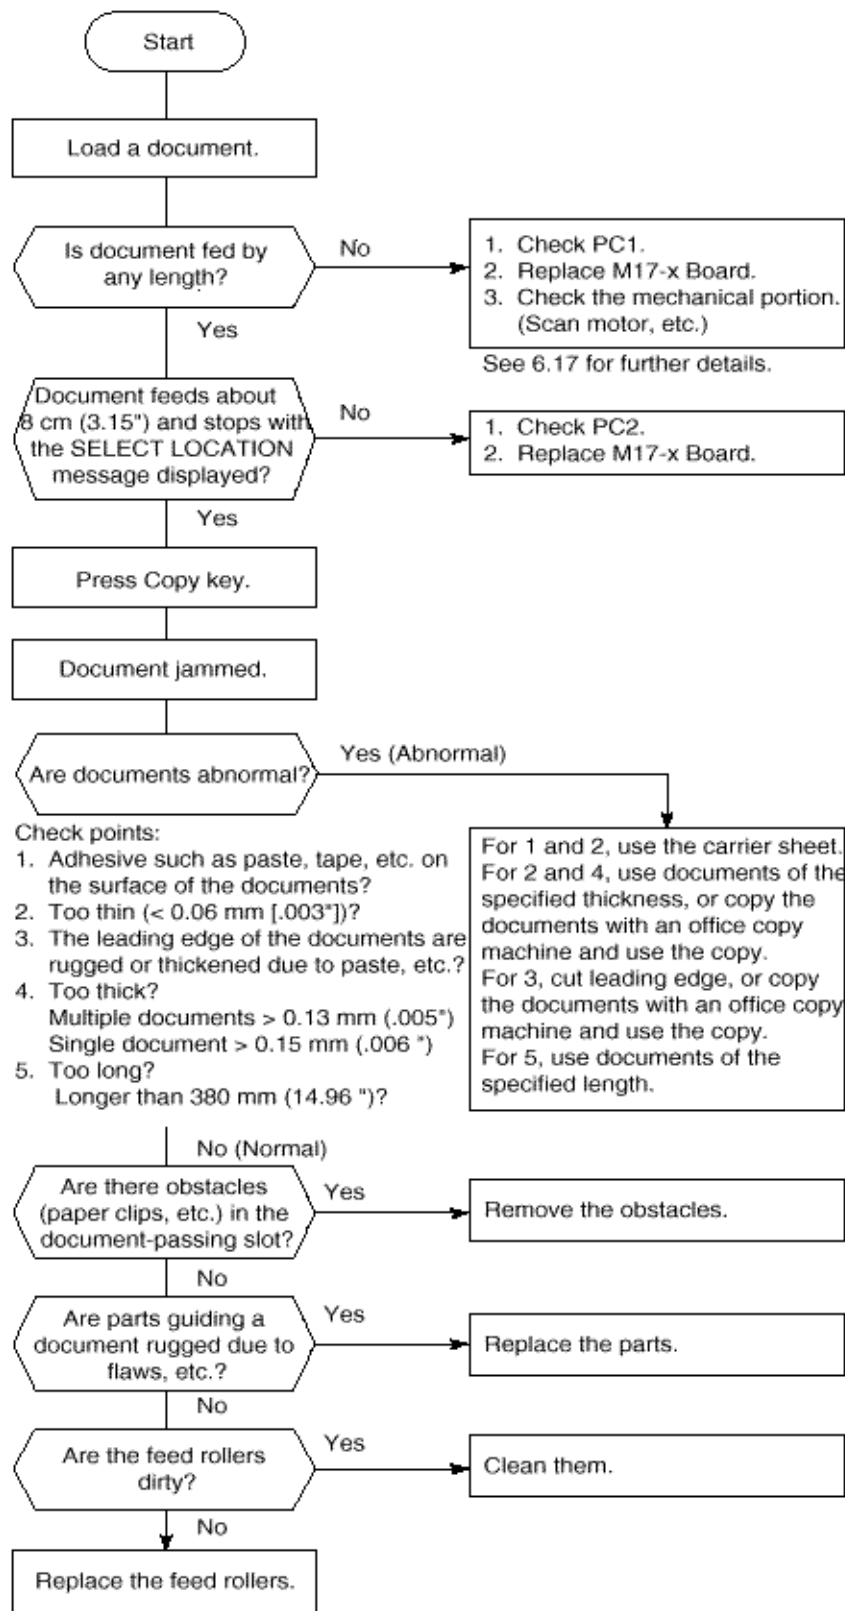 Start
Load a document.
Is document fed by
any length?
No
1. Check PC1.
2. Replace M17-x Board.
3. Check the mechanical portion.
(Scan motor, etc.)
See 6.17 for further details.
Yes
Document feeds about
8 cm (3.15") and stops with
the SELECT LOCATION
message displayed?
No
1. Check PC2.
2. Replace M17-x Board.
Yes
Press Copy key.
Document jammed.
Are documents abnormal?
Yes (Abnormal)
Check points:
1. Adhesive such as paste, tape, etc. on
the surface of the documents?
2. Too thin (< 0.06 mm [.003"])?
3. The leading edge of the documents are
rugged or thickened due to paste, etc.?
4. Too thick?
Multiple documents > 0.13 mm (.005")
Single document > 0.15 mm (.006 ")
5. Too long?
Longer than 380 mm (14.96 ")?
For 1 and 2, use the carrier sheet.
For 2 and 4, use documents of the
specified thickness, or copy the
documents with an office copy
machine and use the copy.
For 3, cut leading edge, or copy
the documents with an office copy
machine and use the copy.
For 5, use documents of the
specified length.
No (Normal)
Are there obstacles
(paper clips, etc.) in the
document-passing slot?
Yes
Remove the obstacles.
No
Are parts guiding a
document rugged due to
flaws, etc.?
Yes
Replace the parts.
No
Are the feed rollers
dirty?
Yes
Clean them.
No
Replace the feed rollers.